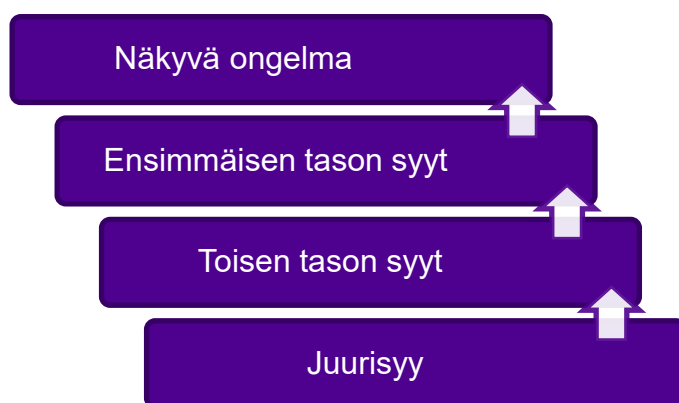 Näkyvä ongelma
Ensimmäisen tason syyt
Toisen tason syyt
Juurisyy